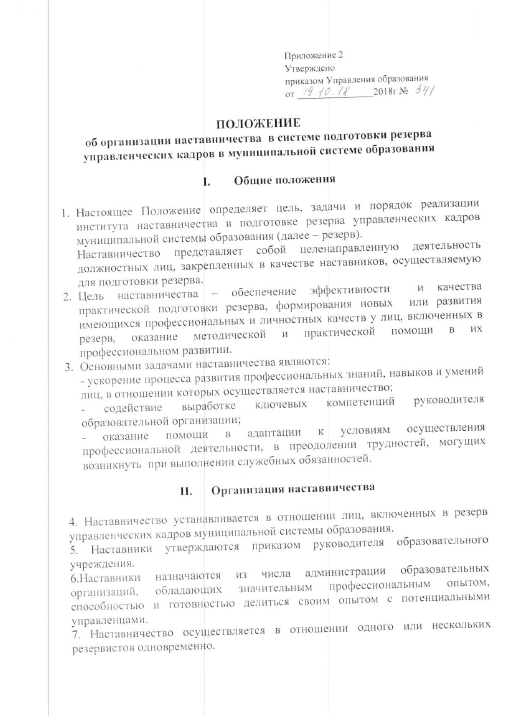 Приложение 2
Утверждено
приказом Управления образования
от 19.10.18 2018г № 341
ПОЛОЖЕНИЕ
об организации наставничества в системе подготовки резерва
управленческих кадров в муниципальной системе образования
I. Общие положения
1. Настоящее Положение определяет цель, задачи и порядок реализации
института наставничества в подготовке резерва управленческих кадров
муниципальной системы образования (далее – резерв).
Наставничество представляет собой целенаправленную деятельность
должностных лиц, закрепленных в качестве наставников, осуществляемую
для подготовки резерва.
2. Цель наставничества – обеспечение эффективности и качества
практической подготовки резерва, формирования новых или развития
имеющихся профессиональных и личностных качеств у лиц, включенных в
резерв, оказание методической и практической помощи в их
профессиональном развитии.
3. Основными задачами наставничества являются:
- ускорение процесса развития профессиональных знаний, навыков и умений
лиц, в отношении которых осуществляется наставничество;
- содействие выработке ключевых компетенций руководителя
образовательной организации;
- оказание помощи в адаптации к условиям осуществления
профессиональной деятельности, в преодолении трудностей, могущих
возникнуть при выполнении служебных обязанностей.
II. Организация наставничества
4. Наставничество устанавливается в отношении лиц, включенных в резерв
управленческих кадров муниципальной системы образования.
5. Наставники утверждаются приказом руководителя образовательного
учреждения.
6.Наставники назначаются из числа администрации образовательных
организаций, обладающих значительным профессиональным опытом,
способностью и готовностью делиться своим опытом с потенциальными
управленцами.
7. Наставничество осуществляется в отношении одного или нескольких
резервистов одновременно.